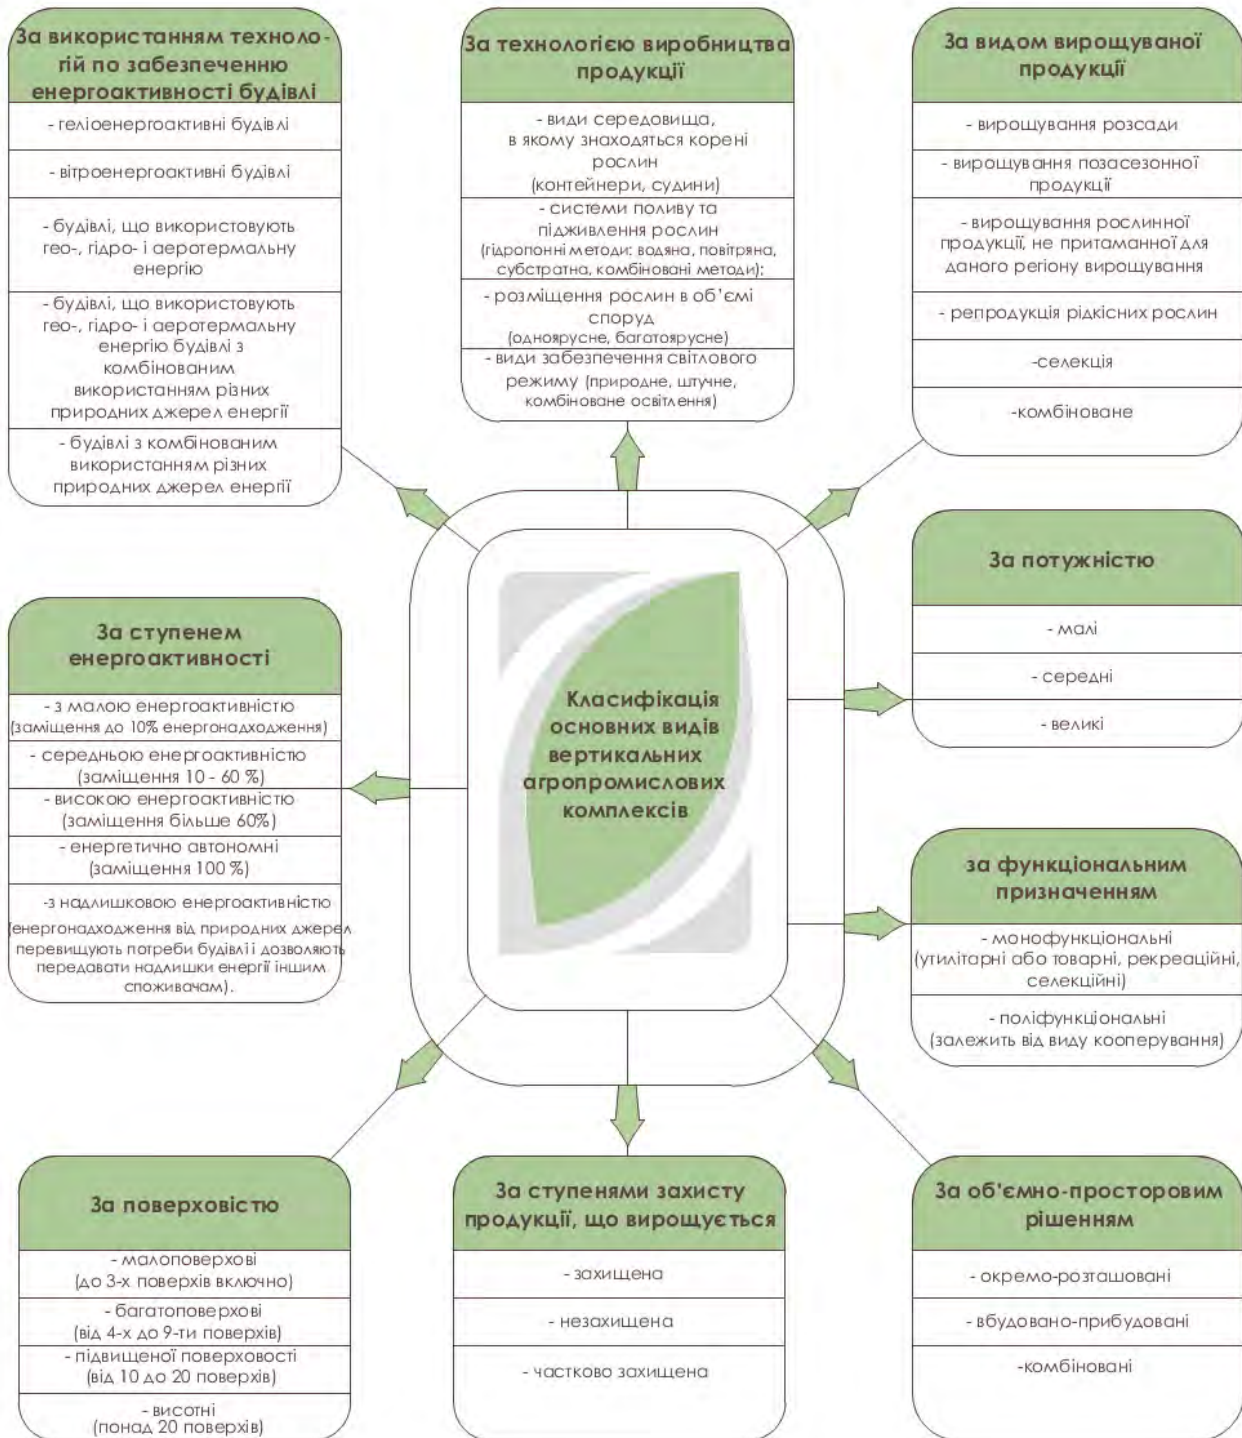 За використанням техноло-
гій по забезпеченню
енергоактивності будівлі
- геліоенергоактивні будівлі
- вітроенергоактивні будівлі
- будівлі, що використовують
гео-, гідро- і аеротермальну
енергію
- будівлі, що використовують
гео-, гідро- і аеротермальну
енергію будівлі з
комбінованим
використанням різних
природних джерел енергії
- будівлі з комбінованим
використанням різних
природних джерел енергії
За технологією виробництва
продукції
- види середовища,
в якому знаходяться корені
рослин
(контейнери, судини)
- системи поливу та
підживлення рослин
(гідропонні методи: водяна, повітряна,
субстратна, комбіновані методи);
- розміщення рослин в об’ємі
споруд
(одноярусне, багатоярусне)
- види забезпечення світлового
режиму (природне, штучне,
комбіноване освітлення)
За видом вирощуваної
продукції
- вирощування розсади
- вирощування позасезонної
продукції
- вирощування рослинної
продукції, не притаманної для
даного регіону вирощування
- репродукція рідкісних рослин
-селекція
-комбіноване
За потужністю
- малі
- середні
- великі
За ступенем
енергоактивності
- з малою енергоактивністю
(заміщення до 10% енергонадходження)
- середньою енергоактивністю
(заміщення 10 - 60 %)
- високою енергоактивністю
(заміщення більше 60%)
- енергетично автономні
(заміщення 100 %)
-з надлишковою енергоактивністю
(енергонадходження від природних джерел
перевищують потреби будівлі і дозволяють
передавати надлишки енергії іншим
споживачам).
Класифікація
основних видів
вертикальних
агропромислових
комплексів
за функціональним
призначенням
- монофункціональні
(утилітарні або товарні, рекреаційні,
селекційні)
- поліфункціональні
(залежить від виду кооперування)
За поверховістю
- малоповерхові
(до 3-х поверхів включно)
- багатоповерхові
(від 4-х до 9-ти поверхів)
- підвищеної поверховості
(від 10 до 20 поверхів)
- висотні
(понад 20 поверхів)
За ступенями захисту
продукції, що вирощується
- захищена
- незахищена
- частково захищена
За об'ємно-просторовим
рішенням
- окремо-розташовані
- вбудовано-прибудовані
-комбіновані